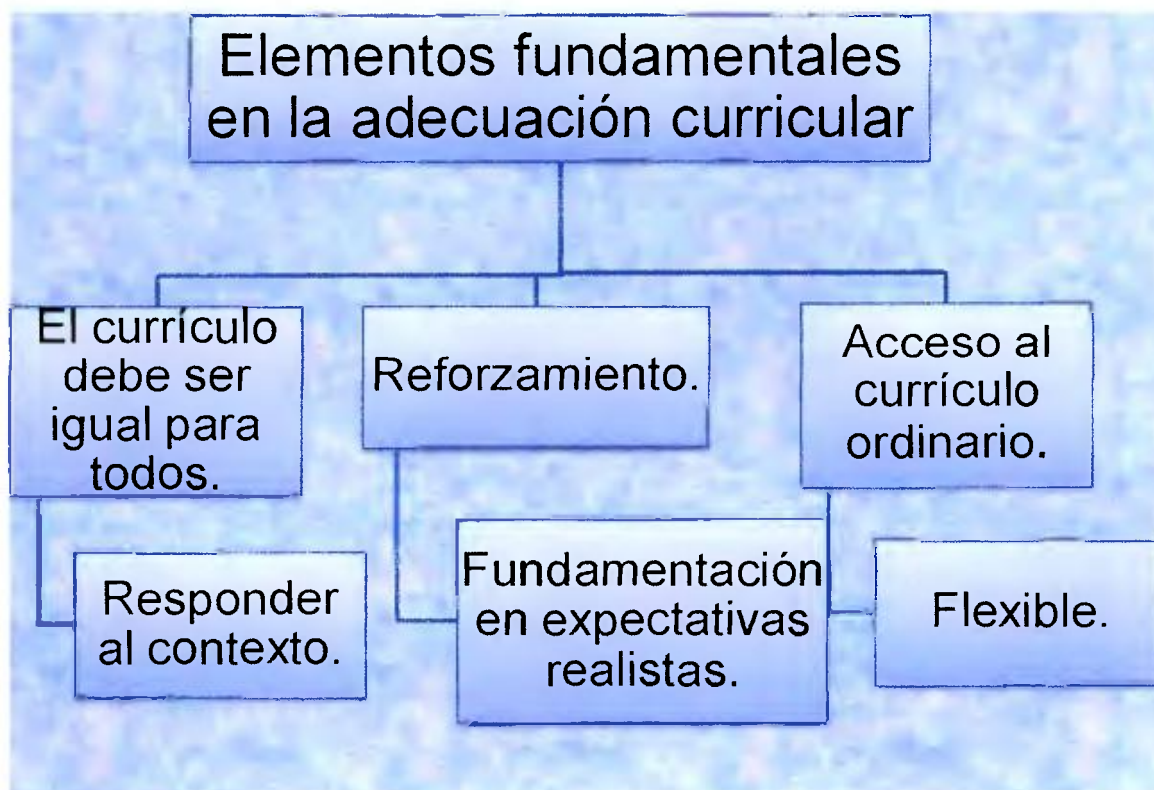 Elementos fundamentales
en la adecuación curricular
El currículo
debe ser
igual para
todos.
Reforzamiento.
Acceso al
currículo
ordinario.
Responder
al contexto.
Fundamentación
en expectativas
realistas.
Flexible.